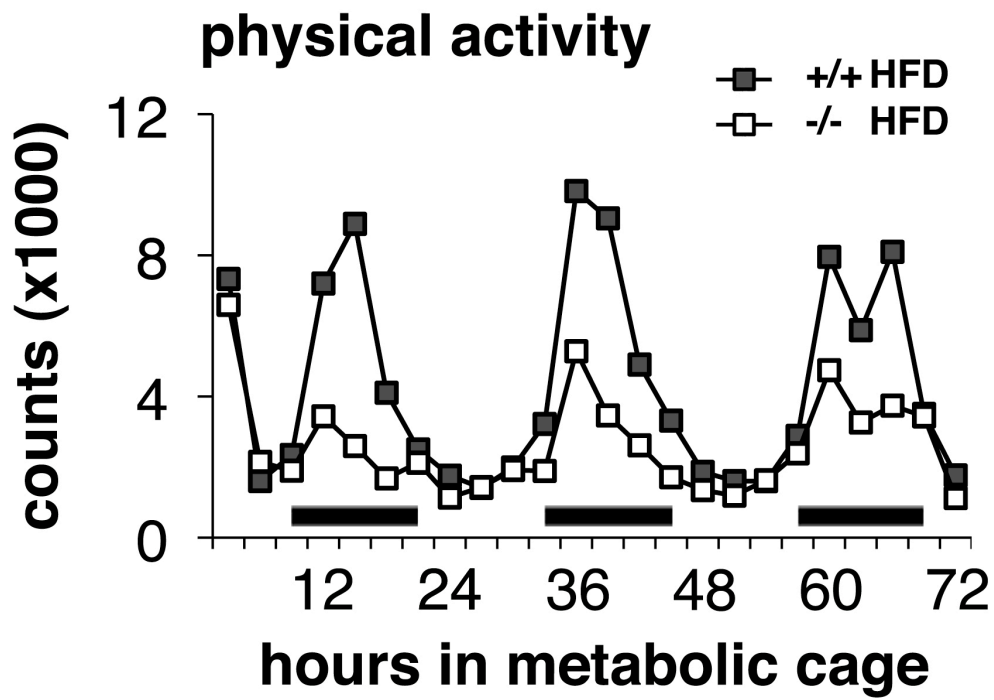 physical activity
+/+ HFD
-/- HFD
counts (x1000)
12
8
4
0
12 24 36 48 60 72
hours in metabolic cage